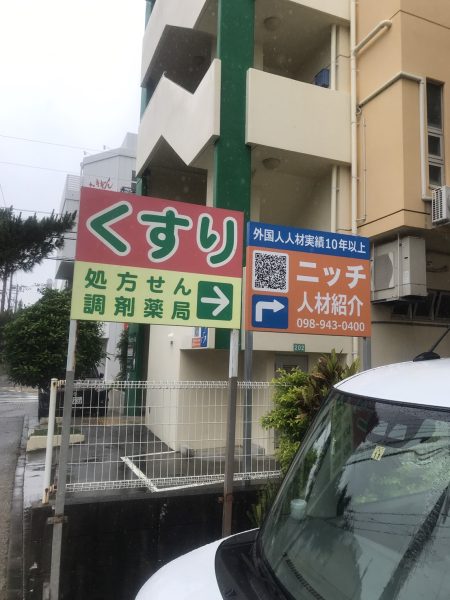 くすり
処方せん
調剤薬局
外国人人材実績10年以上
ニッチ
人材紹介
098-943-0400
202